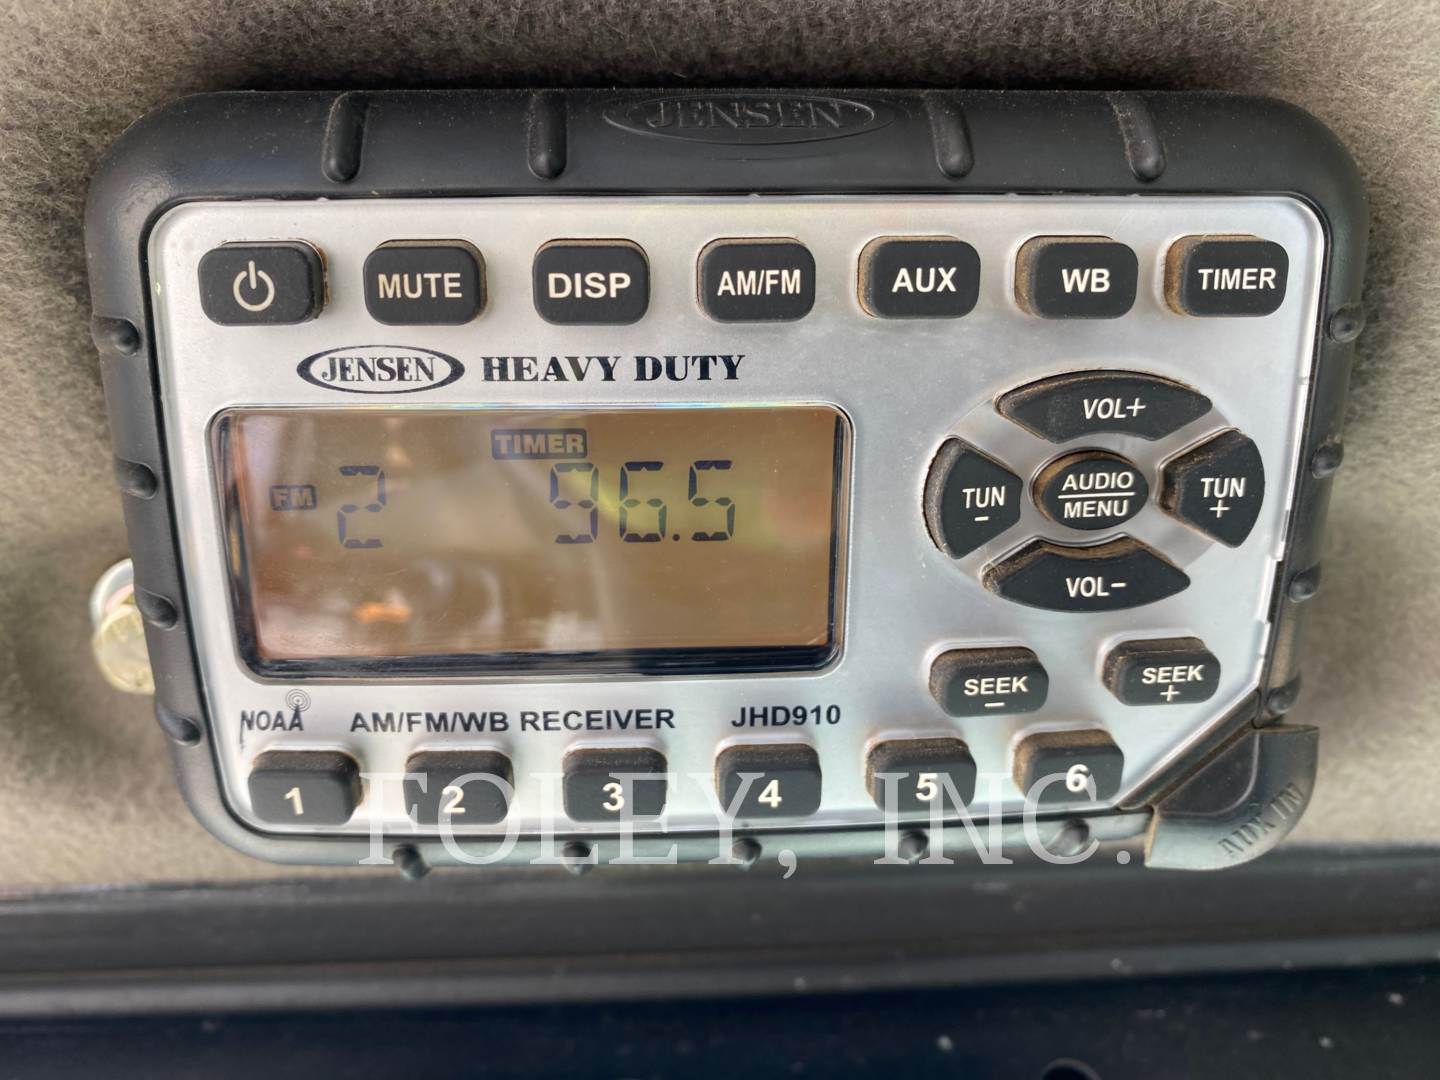 JENSEN
MUTE DISP AM/FM AUX WB TIMER
JENSEN HEAVY DUTY
VOL+
TIMER
FM 2 96.5
TUN - AUDIO MENU TUN +
VOL-
SEEK - SEEK +
NOAA AM/FM/WB RECEIVER JHD910
1 2 3 4 5 6
FOLEY, INC.
AUX IN